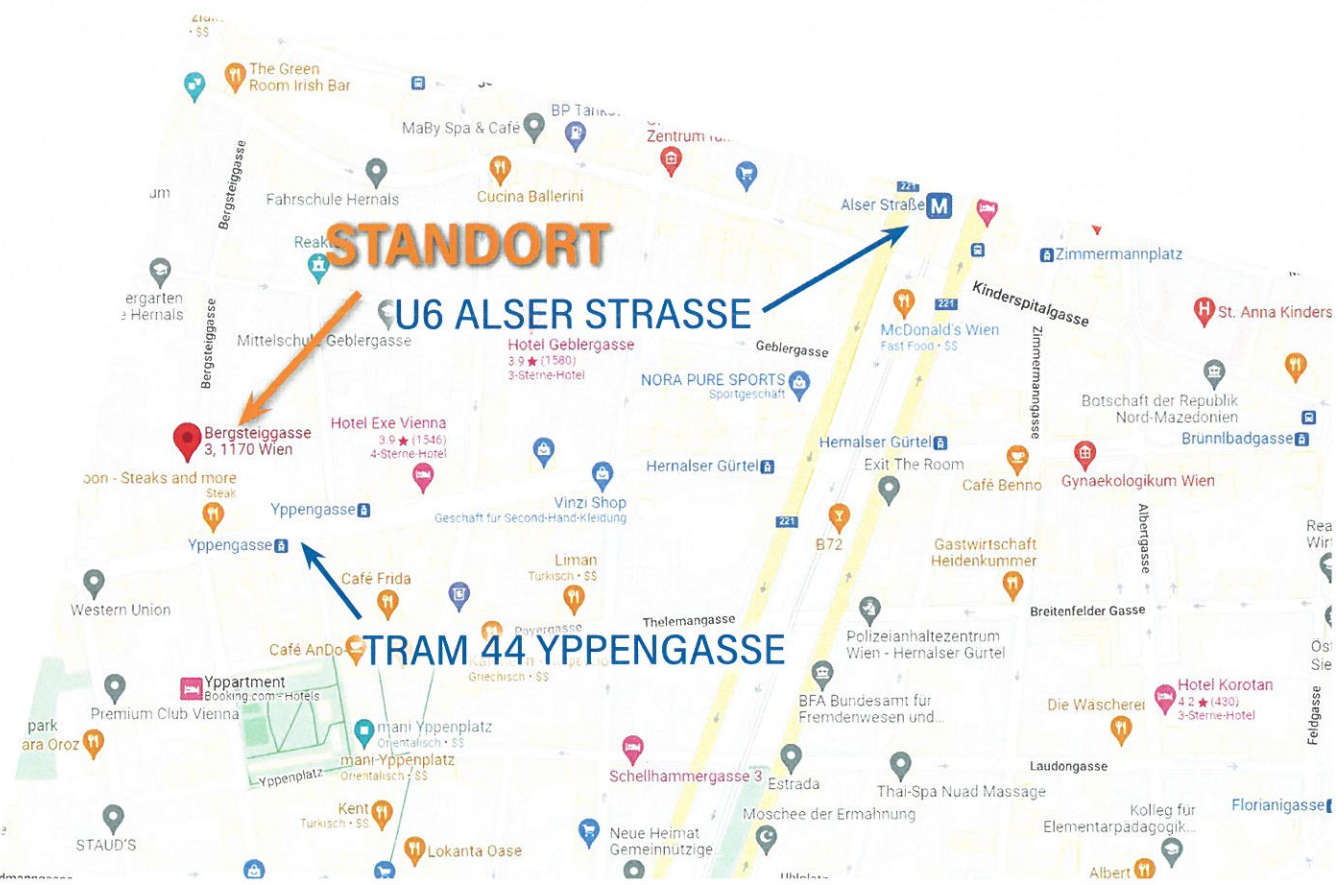 The Green
Room Irish Bar
BP
MaBy Spa & Café
Zentrum
Bergsteiggasse
Fahrschule Hernals
Cucina Ballerini
221
Alser Straße
M
STANDORT
Zimmermannplatz
Kinderspitalgasse
221
U6 ALSER STRASSE
McDonald's Wien
Fast Food · $$
H
St. Anna Kinders
Bergsteiggasse
Mittelschule Geblergasse
Hotel Geblergasse
3.9 ★ (1580)
3-Sterne-Hotel
Geblergasse
Zimmermanngasse
NORA PURE SPORTS
Sportgeschäft
Botschaft der Republik
Nord-Mazedonien
Bergsteiggasse
3, 1170 Wien
Hotel Exe Vienna
3.9 ★ (1546)
4-Sterne-Hotel
Hernalser Gürtel
Brünnlbadgasse
Hernalser Gürtel
Exit The Room
Café Benno
Gynaekologikum Wien
oon - Steaks and more
Steak
Yppengasse
Vinzi Shop
Geschäft für Second-Hand-Kleidung
221
Albertgasse
Yppengasse
B72
Gastwirtschaft
Heidenkummer
Liman
Türkisch · $$
Café Frida
Western Union
Thelemangasse
Breitenfelder Gasse
Payergasse
Café AnDo
TRAM 44 YPPENGASSE
Griechisch · $$
Polizeianhaltezentrum
Wien - Hernalser Gürtel
Yppartment
Booking.com - Hotels
Premium Club Vienna
BFA Bundesamt für
Fremdenwesen und...
Hotel Korotan
4.2 ★ (430)
3-Sterne-Hotel
Die Wäscherei
Feldgasse
park
ara Oroz
mani Yppenplatz
Orientalisch · $$
mani Yppenplatz
Orientalisch · $$
Yppenplatz
Schellhammergasse 3
Estrada
Laudongasse
Thai-Spa Nuad Massage
Kent
Türkisch · $$
Moschee der Ermahnung
Kolleg für
Elementarpädagogik...
Florianigasse
STAUD'S
Lokanta Oase
Neue Heimat
Gemeinnützige...
Albert